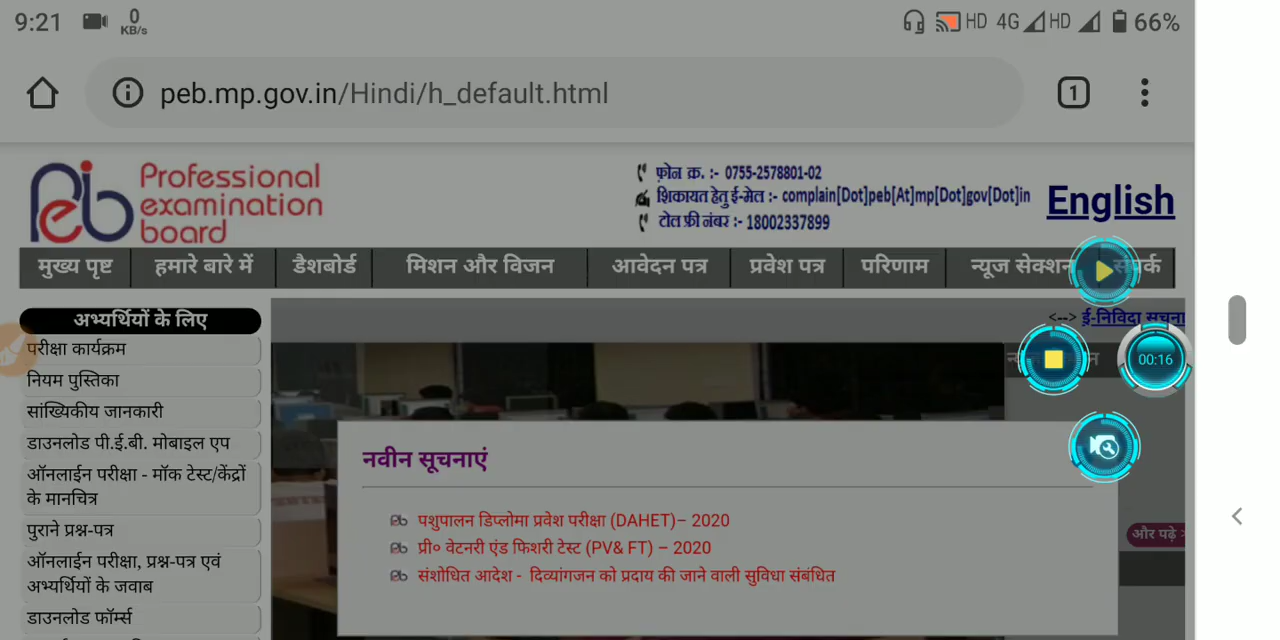 9:21 0 KB/s HD 4G HD 66%
peb.mp.gov.in/Hindi/h_default.html 1
Peb Professional examination board
फ़ोन क्र. :- 0755-2578801-02
शिकायत हेतु ई-मेल :- complain[Dot]peb[At]mp[Dot]gov[Dot]in
टोल फ्री नंबर :- 18002337899
English
मुख्य पृष्ट हमारे बारे में डैशबोर्ड मिशन और विजन आवेदन पत्र प्रवेश पत्र परिणाम न्यूज सेक्शन संपर्क
अभ्यर्थियों के लिए
परीक्षा कार्यक्रम
नियम पुस्तिका
सांख्यिकीय जानकारी
डाउनलोड पी.ई.बी. मोबाइल एप
ऑनलाईन परीक्षा - मॉक टेस्ट/केंद्रों
के मानचित्र
पुराने प्रश्न-पत्र
ऑनलाईन परीक्षा, प्रश्न-पत्र एवं
अभ्यर्थियों के जवाब
डाउनलोड फॉर्म्स
<--> ई-निविदा सूचना
00:16
नवीन सूचनाएं
पशुपालन डिप्लोमा प्रवेश परीक्षा (DAHET)– 2020
प्री० वेटनरी एंड फिशरी टेस्ट (PV& FT) – 2020
संशोधित आदेश - दिव्यांगजन को प्रदाय की जाने वाली सुविधा संबंधित
और पढ़े